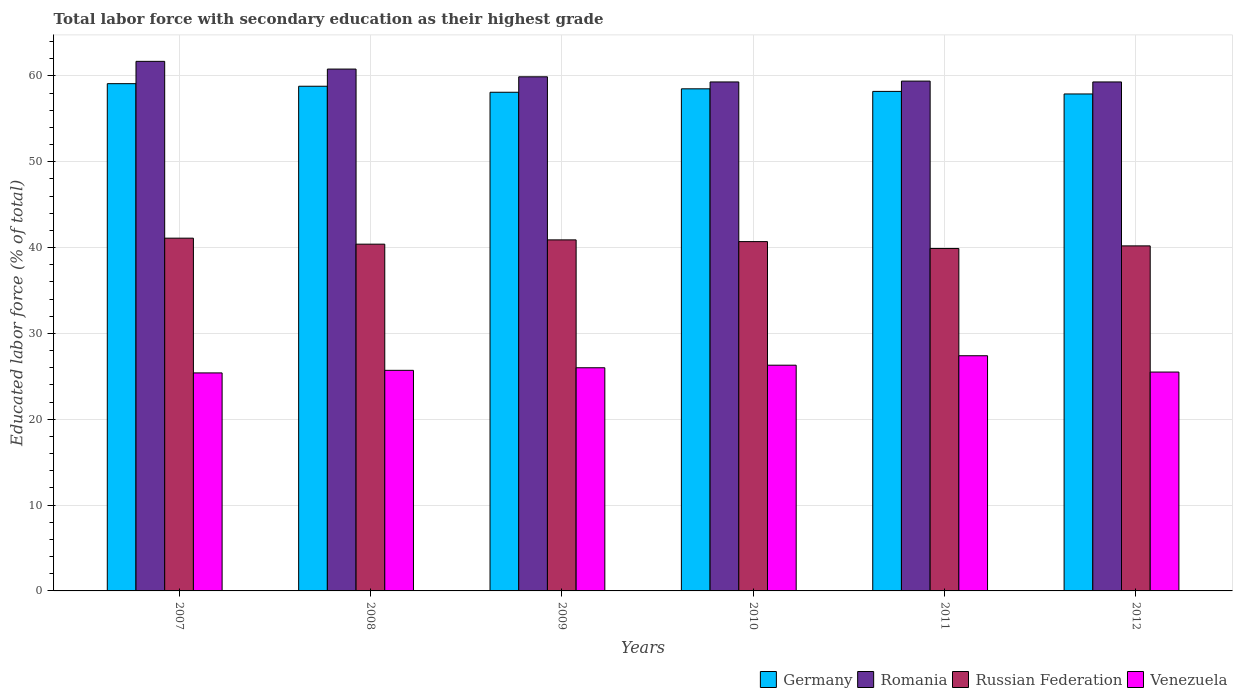 Total labor force with secondary education as their highest grade
Educated labor force (% of total)
60
50
40
30
20
10
0
2007
2008
2009
2010
2011
2012
Years
Germany
Romania
Russian Federation
Venezuela